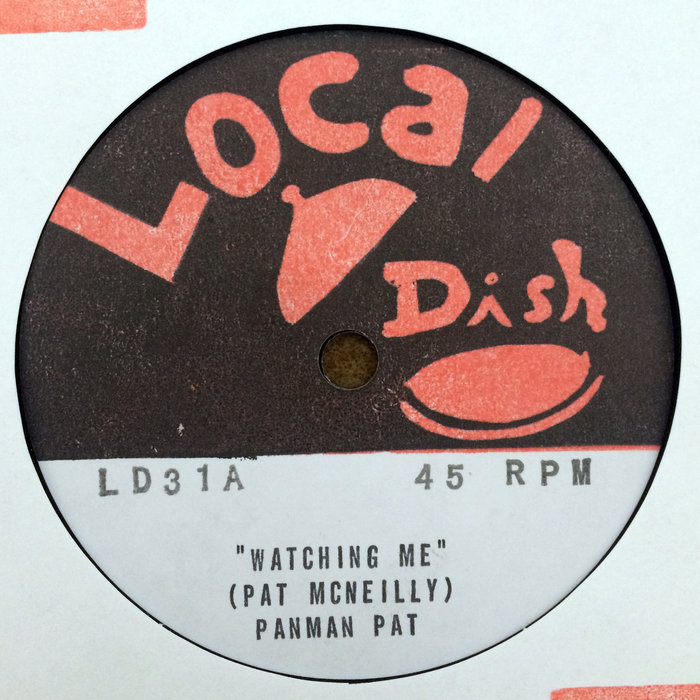 Local
Dish
LD31A 45 RPM
"WATCHING ME"
(PAT MCNEILLY)
PANMAN PAT